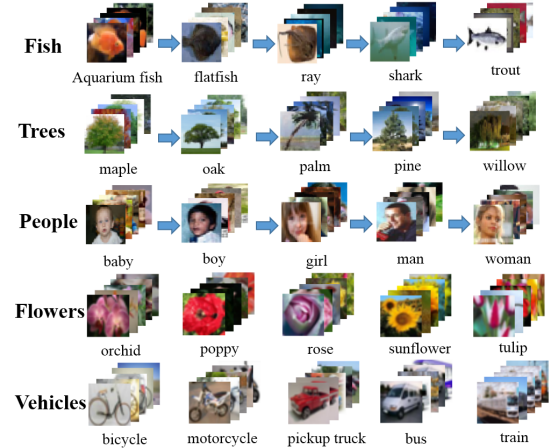 Fish
Aquarium fish flatfish ray shark trout
Trees
maple oak palm pine willow
People
baby boy girl man woman
Flowers
orchid poppy rose sunflower tulip
Vehicles
bicycle motorcycle pickup truck bus train